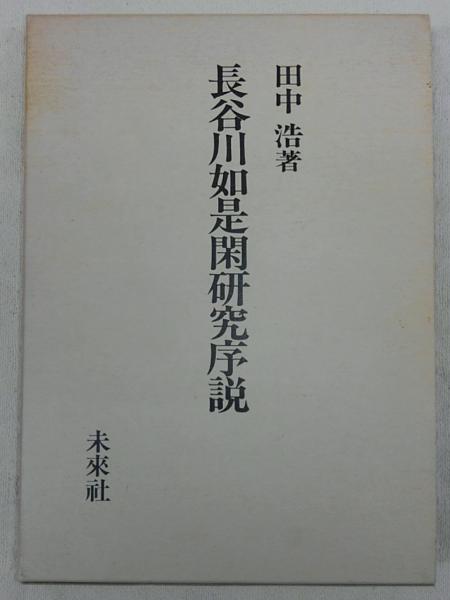 田中 浩著
長谷川如是閑研究序説
未來社